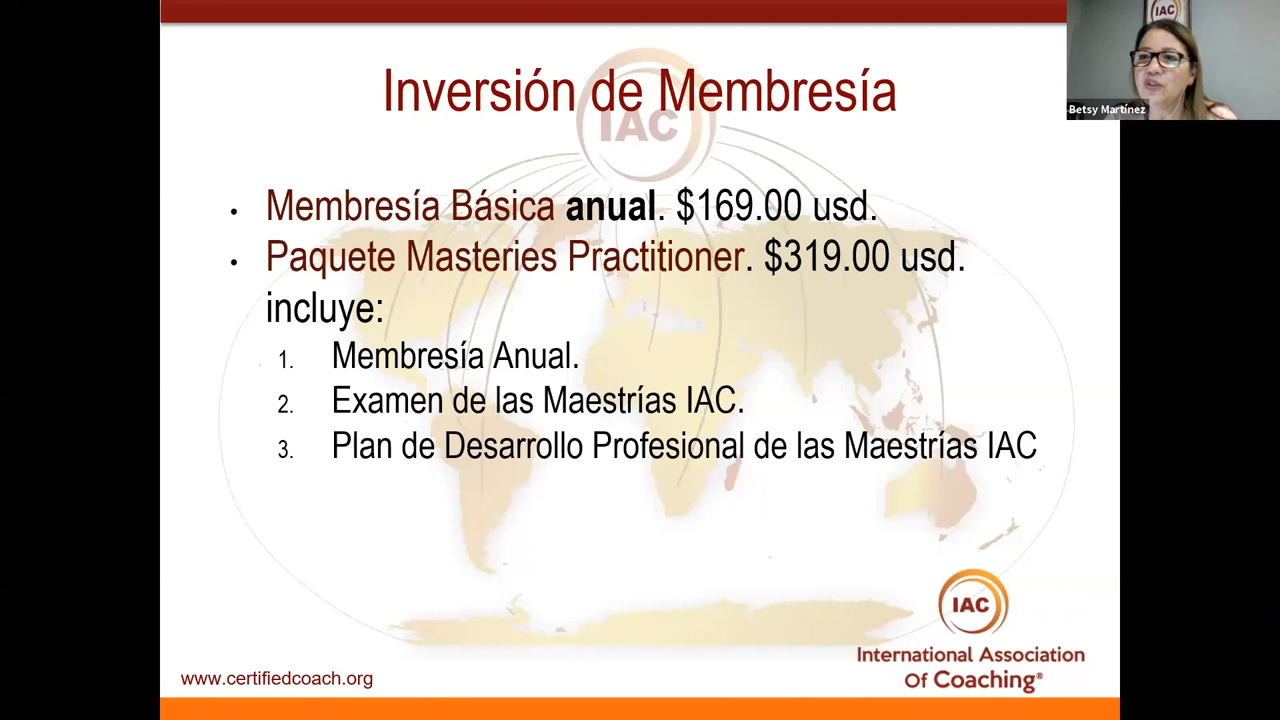 IAC
Betsy Martínez
Inversión de Membresía
IAC
• Membresía Básica anual. $169.00 usd.
• Paquete Masteries Practitioner. $319.00 usd.
incluye:
1. Membresía Anual.
2. Examen de las Maestrías IAC.
3. Plan de Desarrollo Profesional de las Maestrías IAC
IAC
International Association
Of Coaching®
www.certifiedcoach.org